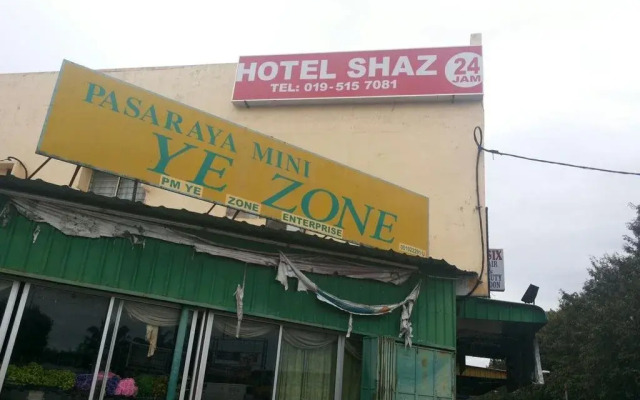 HOTEL SHAZ
24
JAM
TEL: 019-515 7081
PASARAYA MINI
YE ZONE
PM YE ZONE ENTERPRISE
SIX